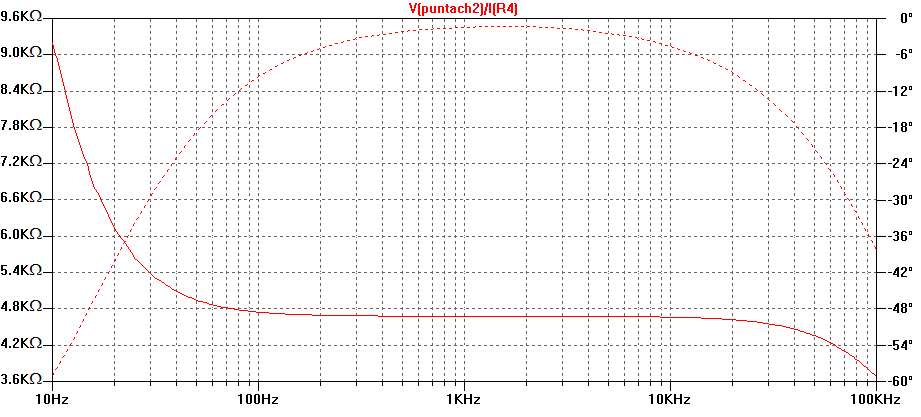 V(puntach2)/I(R4)
9.6KΩ 0°
9.0KΩ -6°
8.4KΩ -12°
7.8KΩ -18°
7.2KΩ -24°
6.6KΩ -30°
6.0KΩ -36°
5.4KΩ -42°
4.8KΩ -48°
4.2KΩ -54°
3.6KΩ -60°
10Hz 100Hz 1KHz 10KHz 100KHz